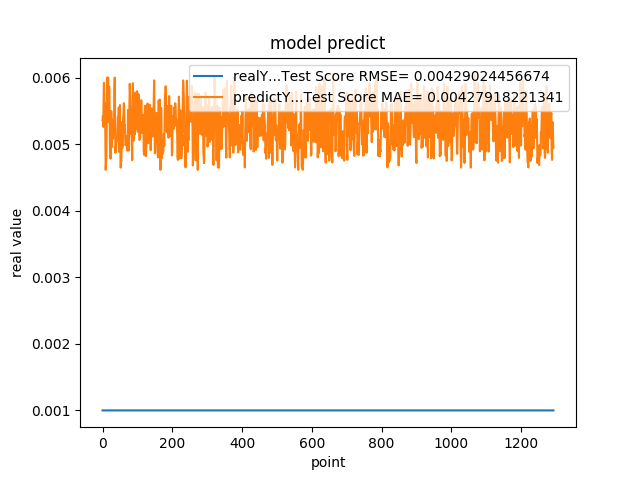 model predict
realY...Test Score RMSE= 0.00429024456674
predictY...Test Score MAE= 0.00427918221341
0.006
0.005
0.004
0.003
0.002
0.001
real value
0 200 400 600 800 1000 1200
point